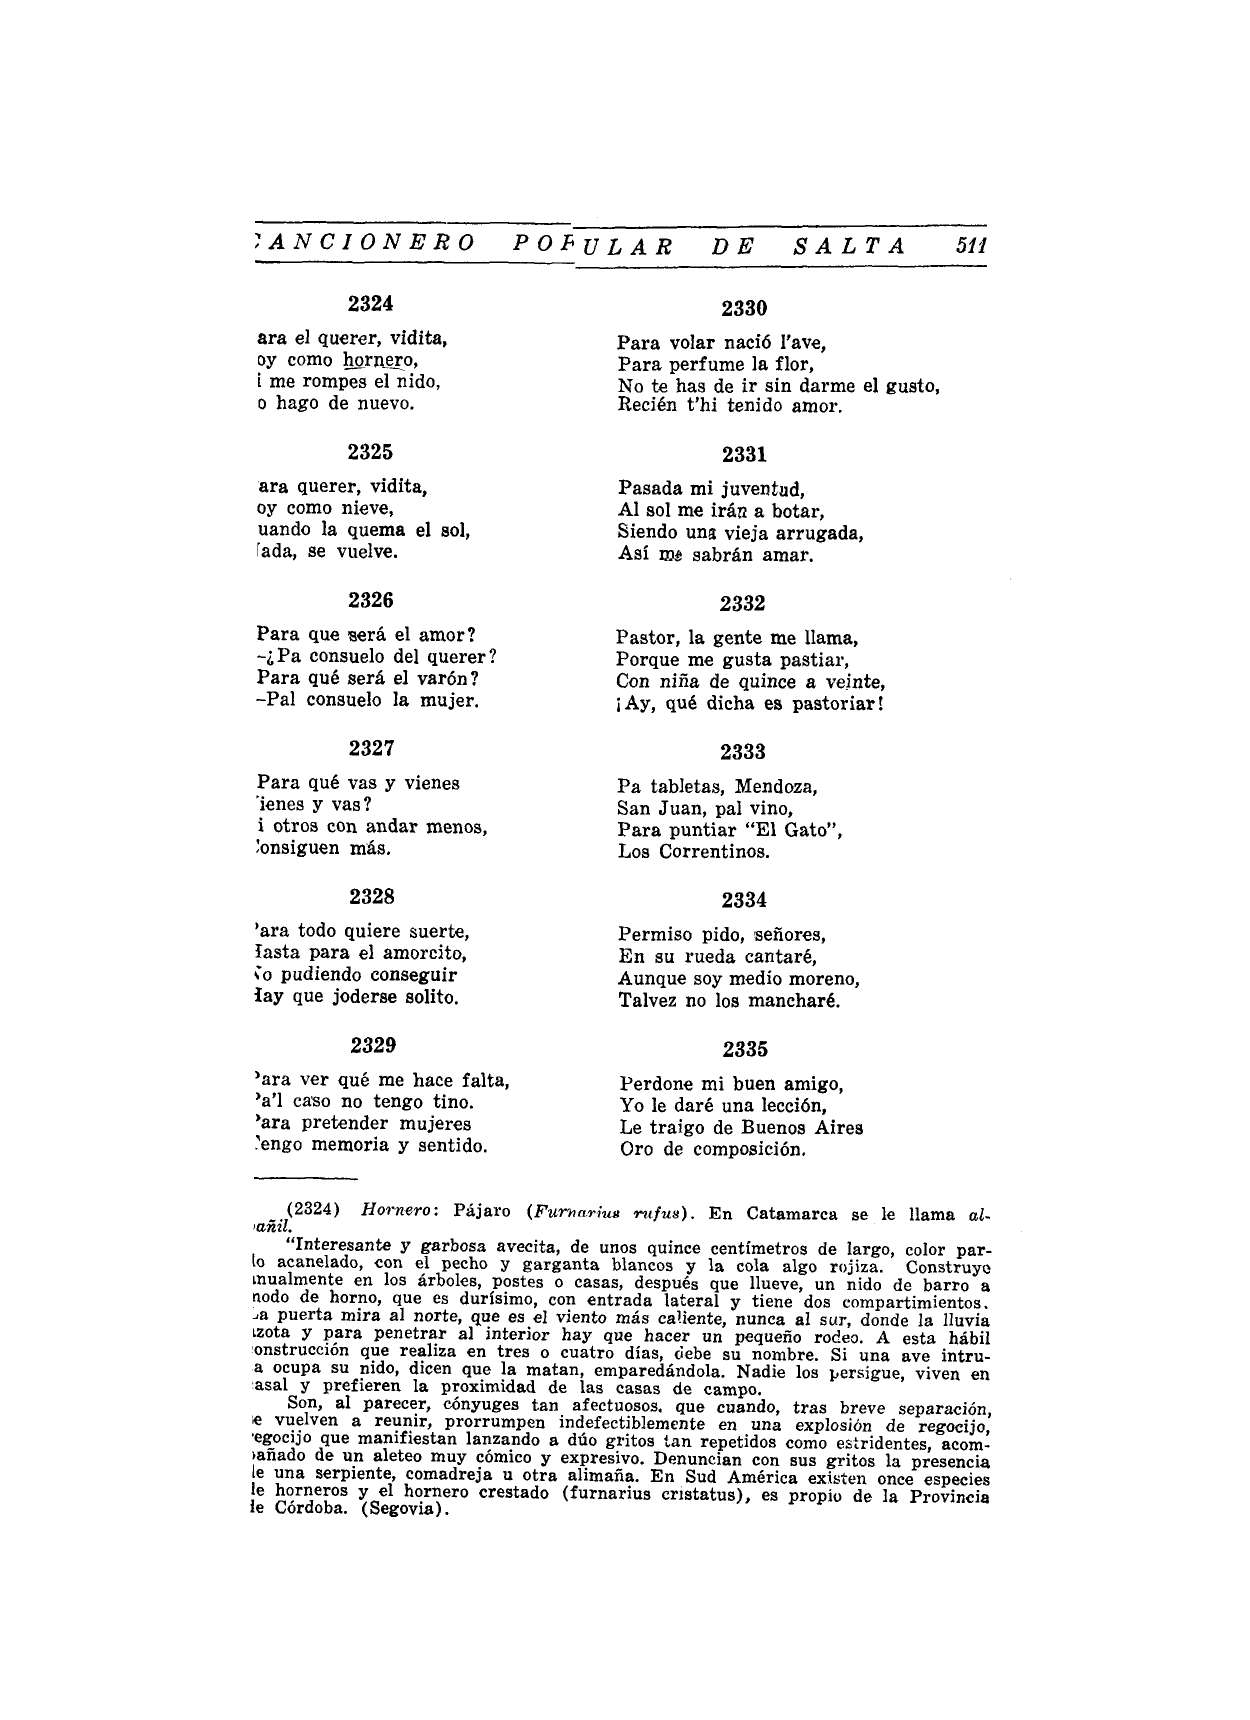 CANCIONERO POPULAR DE SALTA 511
2324
ara el querer, vidita,
oy como hornero,
i me rompes el nido,
o hago de nuevo.
2325
ara querer, vidita,
oy como nieve,
uando la quema el sol,
ada, se vuelve.
2326
Para que será el amor?
—¿Pa consuelo del querer?
Para qué será el varón?
—Pal consuelo la mujer.
2327
Para qué vas y vienes
ienes y vas?
i otros con andar menos,
onsiguen más.
2328
'ara todo quiere suerte,
Hasta para el amorcito,
No pudiendo conseguir
Hay que joderse solito.
2329
'ara ver qué me hace falta,
'a'l caso no tengo tino.
'ara pretender mujeres
Tengo memoria y sentido.
2330
Para volar nació l'ave,
Para perfume la flor,
No te has de ir sin darme el gusto,
Recién t'hi tenido amor.
2331
Pasada mi juventud,
Al sol me irán a botar,
Siendo una vieja arrugada,
Así me sabrán amar.
2332
Pastor, la gente me llama,
Porque me gusta pastiar,
Con niña de quince a veinte,
¡Ay, qué dicha es pastoriar!
2333
Pa tabletas, Mendoza,
San Juan, pal vino,
Para puntiar "El Gato",
Los Correntinos.
2334
Permiso pido, señores,
En su rueda cantaré,
Aunque soy medio moreno,
Talvez no los mancharé.
2335
Perdone mi buen amigo,
Yo le daré una lección,
Le traigo de Buenos Aires
Oro de composición.
(2324) Hornero: Pájaro (Furnarius rufus). En Catamarca se le llama al-
añil.
"Interesante y garbosa avecita, de unos quince centímetros de largo, color par-
lo acanelado, con el pecho y garganta blancos y la cola algo rojiza. Construye
nualmente en los árboles, postes o casas, después que llueve, un nido de barro a
nodo de horno, que es durísimo, con entrada lateral y tiene dos compartimientos.
La puerta mira al norte, que es el viento más caliente, nunca al sur, donde la lluvia
zota y para penetrar al interior hay que hacer un pequeño rodeo. A esta hábil
onstrucción que realiza en tres o cuatro días, debe su nombre. Si una ave intru-
a ocupa su nido, dicen que la matan, emparedándola. Nadie los persigue, viven en
asal y prefieren la proximidad de las casas de campo.
Son, al parecer, cónyuges tan afectuosos. que cuando, tras breve separación,
e vuelven a reunir, prorrumpen indefectiblemente en una explosión de regocijo,
egocijo que manifiestan lanzando a dúo gritos tan repetidos como estridentes, acom-
añado de un aleteo muy cómico y expresivo. Denuncian con sus gritos la presencia
le una serpiente, comadreja u otra alimaña. En Sud América existen once especies
le horneros y el hornero crestado (furnarius cristatus), es propio de la Provincia
le Córdoba. (Segovia).